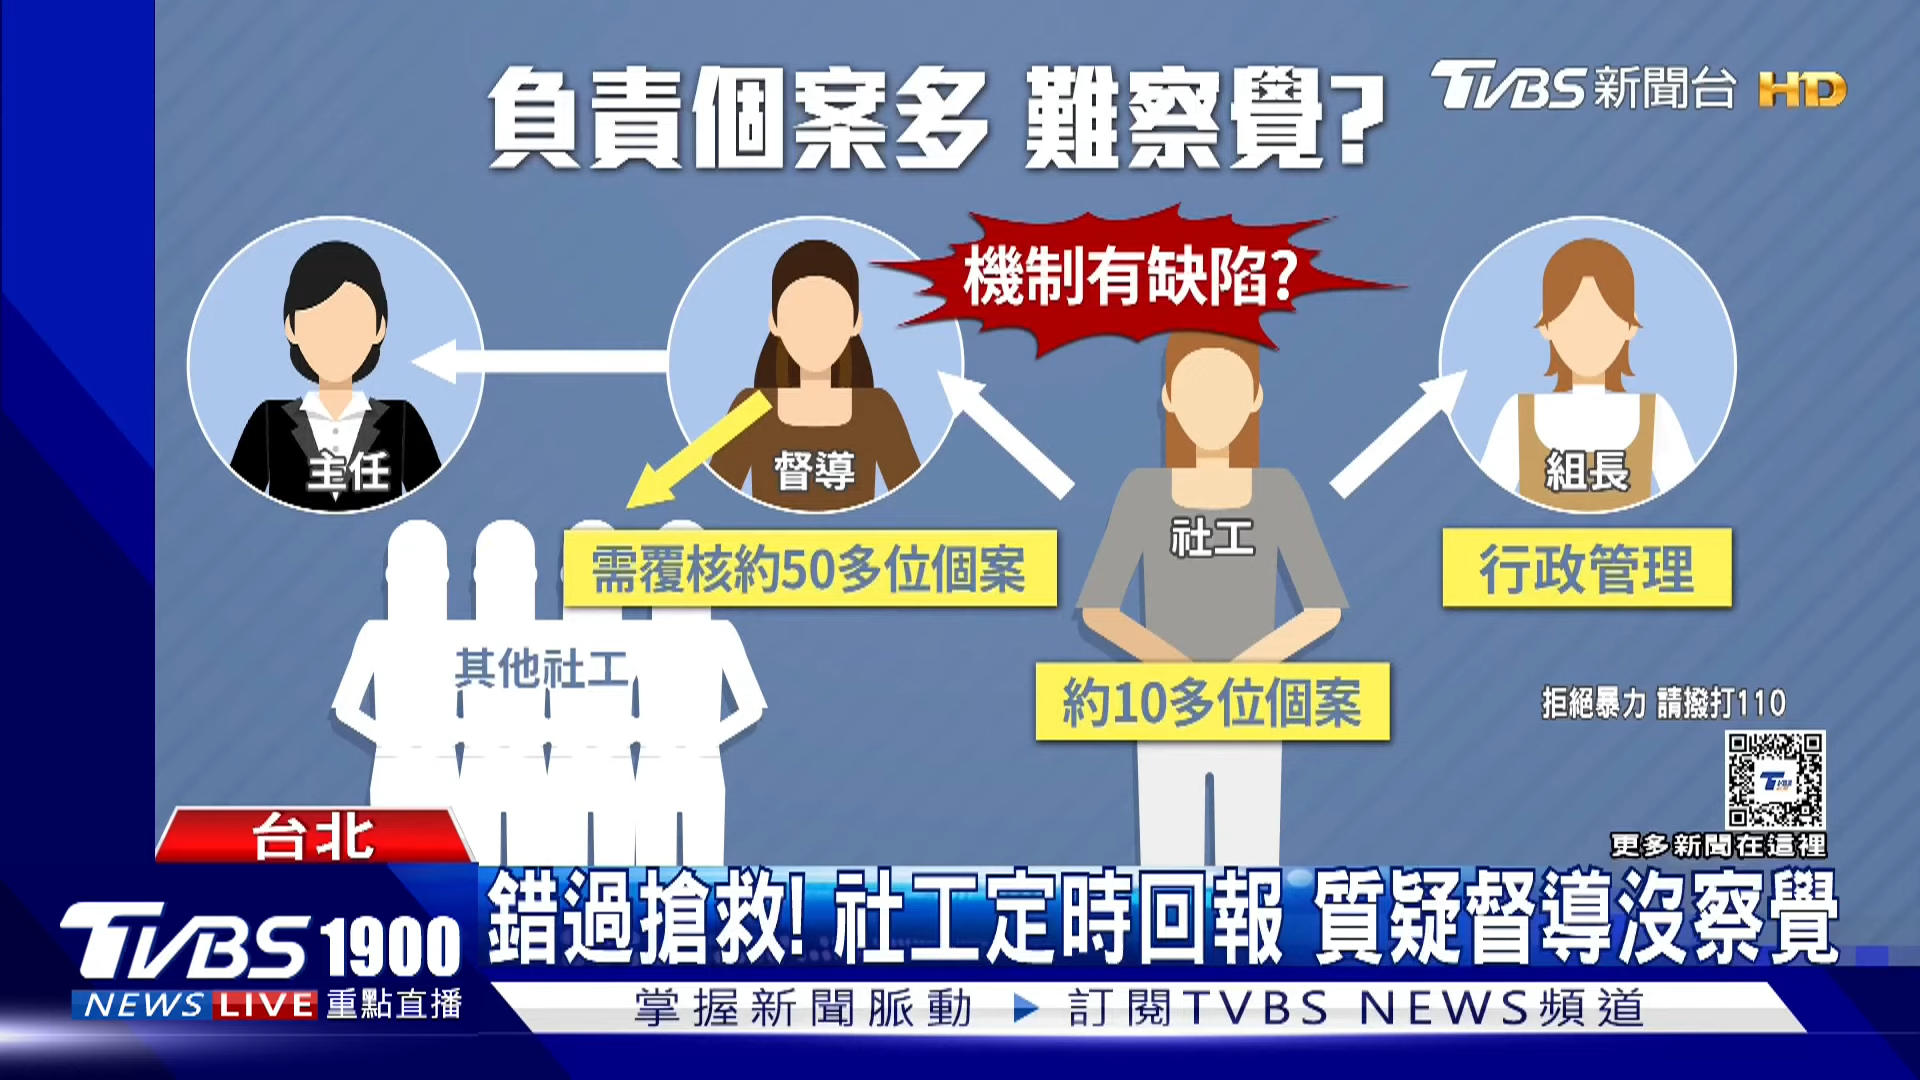 負責個案多 難察覺?
TVBS新聞台 HD
機制有缺陷?
主任
督導
社工
組長
需覆核約50多位個案
行政管理
其他社工
約10多位個案
拒絕暴力 請撥打110
TVBS
更多新聞在這裡
台北
錯過搶救! 社工定時回報 質疑督導沒察覺
TVBS 1900
NEWS LIVE 重點直播
掌握新聞脈動 ▶ 訂閱TVBS NEWS頻道